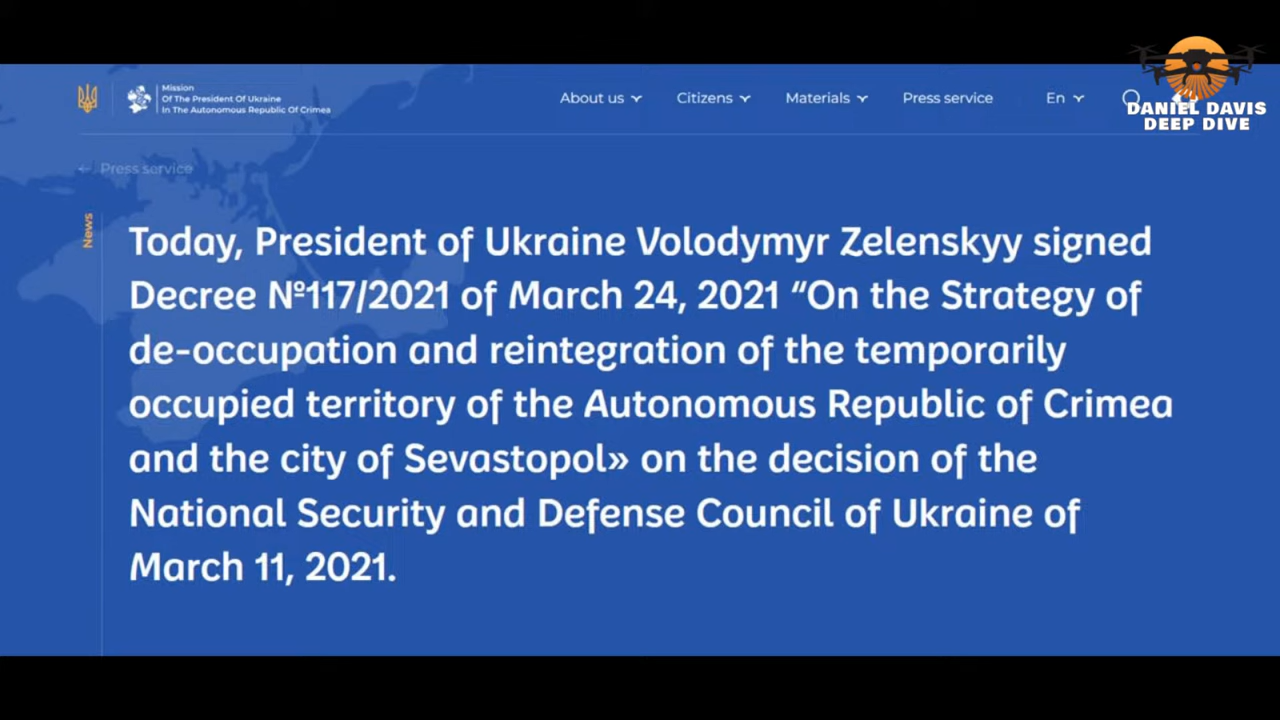 Mission
Of The President Of Ukraine
In The Autonomous Republic Of Crimea
About us
Citizens
Materials
Press service
En
DANIEL DAVIS
DEEP DIVE
← Press service
News
Today, President of Ukraine Volodymyr Zelenskyy signed
Decree №117/2021 of March 24, 2021 “On the Strategy of
de-occupation and reintegration of the temporarily
occupied territory of the Autonomous Republic of Crimea
and the city of Sevastopol» on the decision of the
National Security and Defense Council of Ukraine of
March 11, 2021.